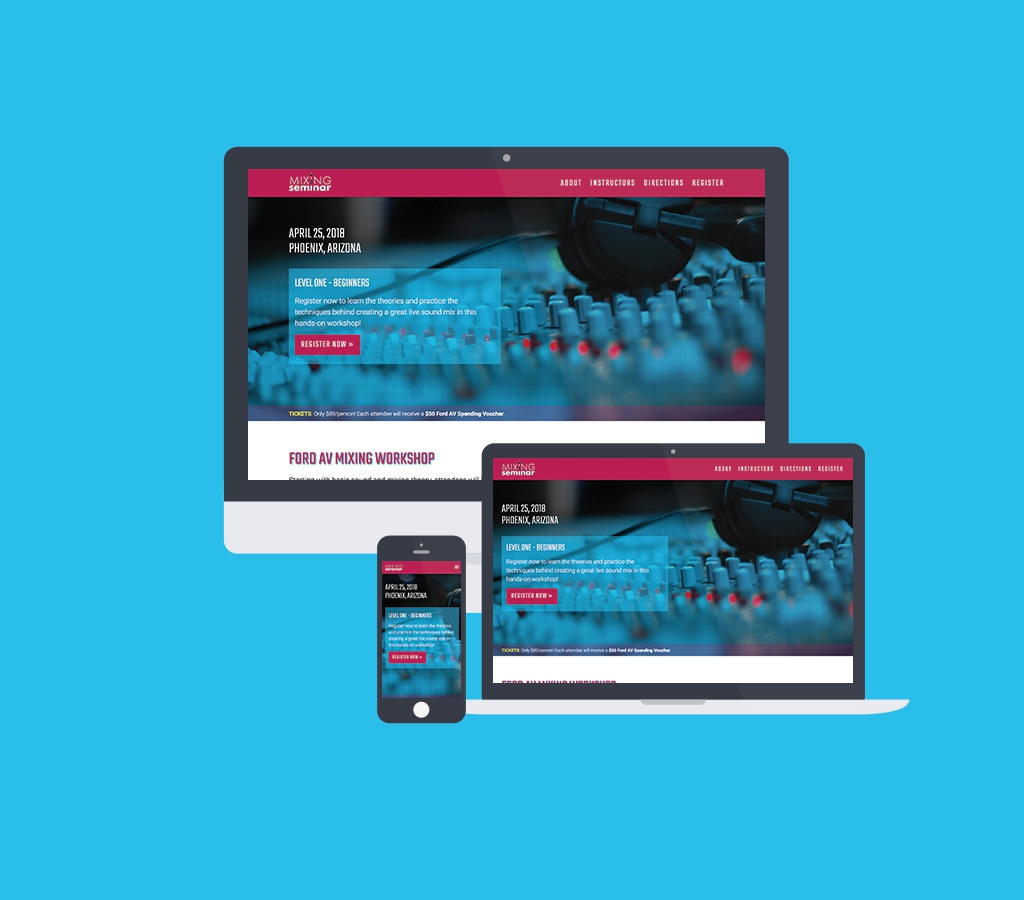 MIXING
seminar
ABOUT INSTRUCTORS DIRECTIONS REGISTER
APRIL 25, 2018
PHOENIX, ARIZONA
LEVEL ONE - BEGINNERS
Register now to learn the theories and practice the
techniques behind creating a great live sound mix in this
hands-on workshop!
REGISTER NOW »
TICKETS: Only $89/person! Each attendee will receive a $50 Ford AV Spending Voucher.
FORD AV MIXING WORKSHOP
Starting with basic sound and mixing theory, attendees will
MIXING
seminar
ABOUT INSTRUCTORS DIRECTIONS REGISTER
APRIL 25, 2018
PHOENIX, ARIZONA
LEVEL ONE - BEGINNERS
Register now to learn the theories and practice the
techniques behind creating a great live sound mix in this
hands-on workshop!
REGISTER NOW »
TICKETS: Only $89/person! Each attendee will receive a $50 Ford AV Spending Voucher
FORD AV MIXING WORKSHOP
MIXING
seminar
APRIL 25, 2018
PHOENIX, ARIZONA
LEVEL ONE - BEGINNERS
Register now to learn the theories
and practice the techniques behind
creating a great live sound mix in
this hands-on workshop!
REGISTER NOW »